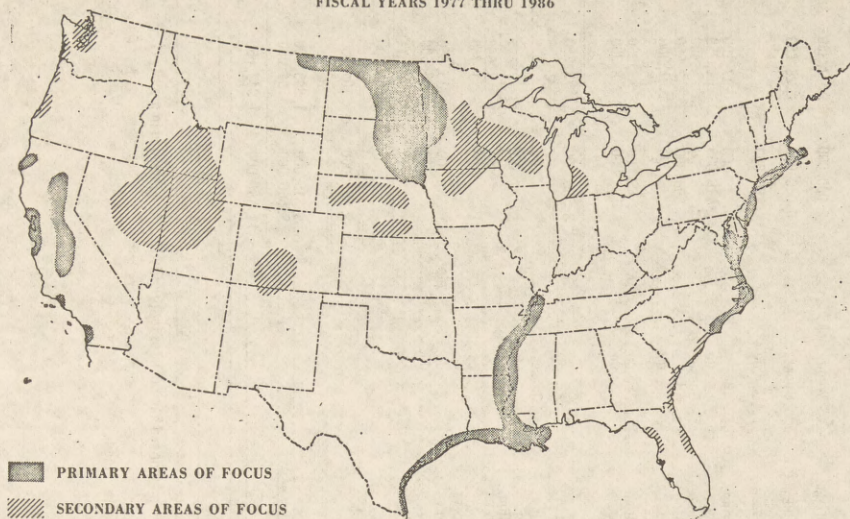 FISCAL YEARS 1977 THRU 1986
PRIMARY AREAS OF FOCUS
SECONDARY AREAS OF FOCUS